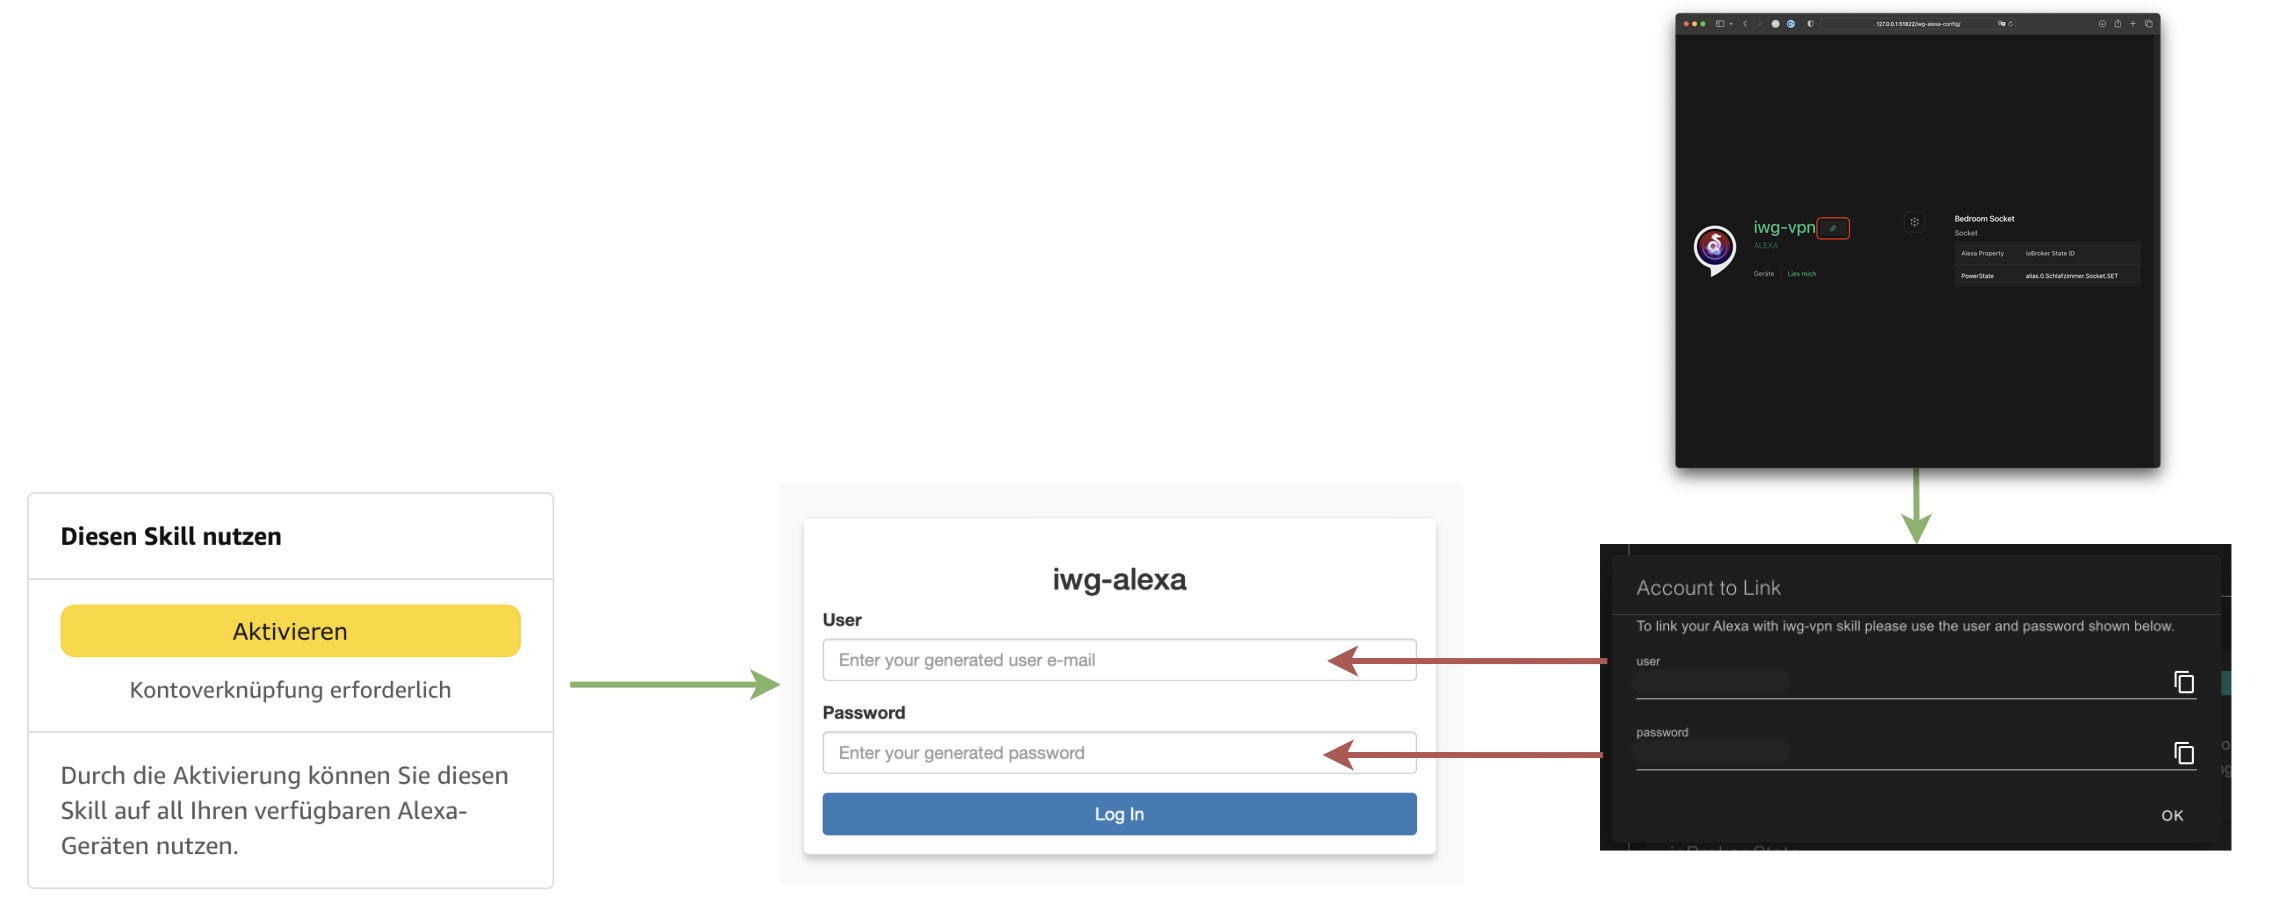 Diesen Skill nutzen
Aktivieren
Kontoverknüpfung erforderlich
Durch die Aktivierung können Sie diesen
Skill auf all Ihren verfügbaren Alexa-
Geräten nutzen.
iwg-alexa
User
Enter your generated user e-mail
Password
Enter your generated password
Log In
127.0.0.1:51822/iwg-alexa-config/
iwg-vpn
ALEXA
Geräte
Lies mich
Bedroom Socket
Socket
Alexa Property ioBroker State ID
PowerState alias.0.Schlafzimmer.Socket.SET
Account to Link
To link your Alexa with iwg-vpn skill please use the user and password shown below.
user
password
OK
ioBroker State